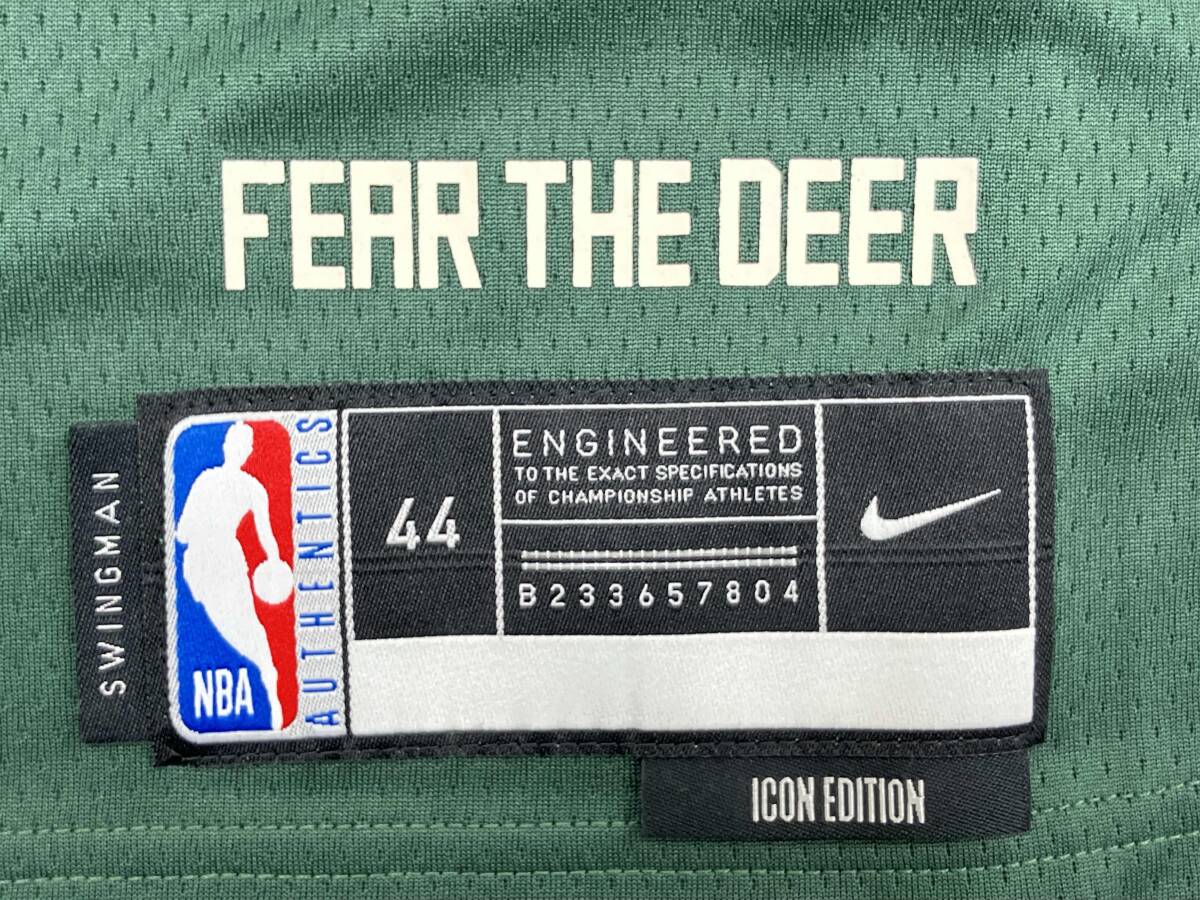 FEAR THE DEER
SWINGMAN
NBA
AUTHENTICS
44
ENGINEERED
TO THE EXACT SPECIFICATIONS
OF CHAMPIONSHIP ATHLETES
B233657804
ICON EDITION